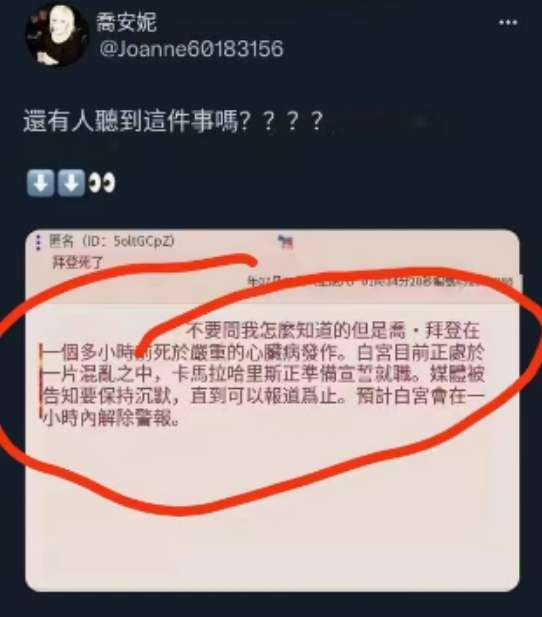 喬安妮
@Joanne60183156
還有人聽到這件事嗎？？？？
匿名（ID：5oltGCpZ）
拜登死了
不要問我怎麼知道的但是喬·拜登在
一個多小時前死於嚴重的心臟病發作。白宮目前正處於
一片混亂之中，卡馬拉哈里斯正準備宣誓就職。媒體被
告知要保持沉默，直到可以報道爲止。預計白宮會在一
小時內解除警報。